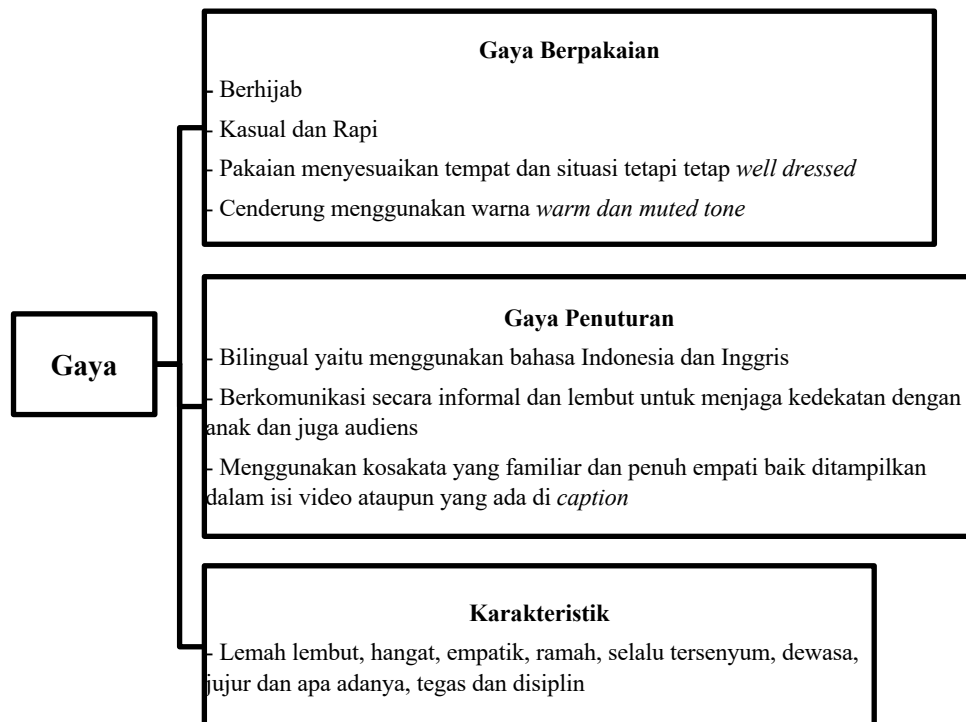 Gaya Berpakaian
- Berhijab
- Kasual dan Rapi
- Pakaian menyesuaikan tempat dan situasi tetapi tetap well dressed
- Cenderung menggunakan warna warm dan muted tone
Gaya
Gaya Penuturan
- Bilingual yaitu menggunakan bahasa Indonesia dan Inggris
- Berkomunikasi secara informal dan lembut untuk menjaga kedekatan dengan
anak dan juga audiens
- Menggunakan kosakata yang familiar dan penuh empati baik ditampilkan
dalam isi video ataupun yang ada di caption
Karakteristik
- Lemah lembut, hangat, empatik, ramah, selalu tersenyum, dewasa,
jujur dan apa adanya, tegas dan disiplin